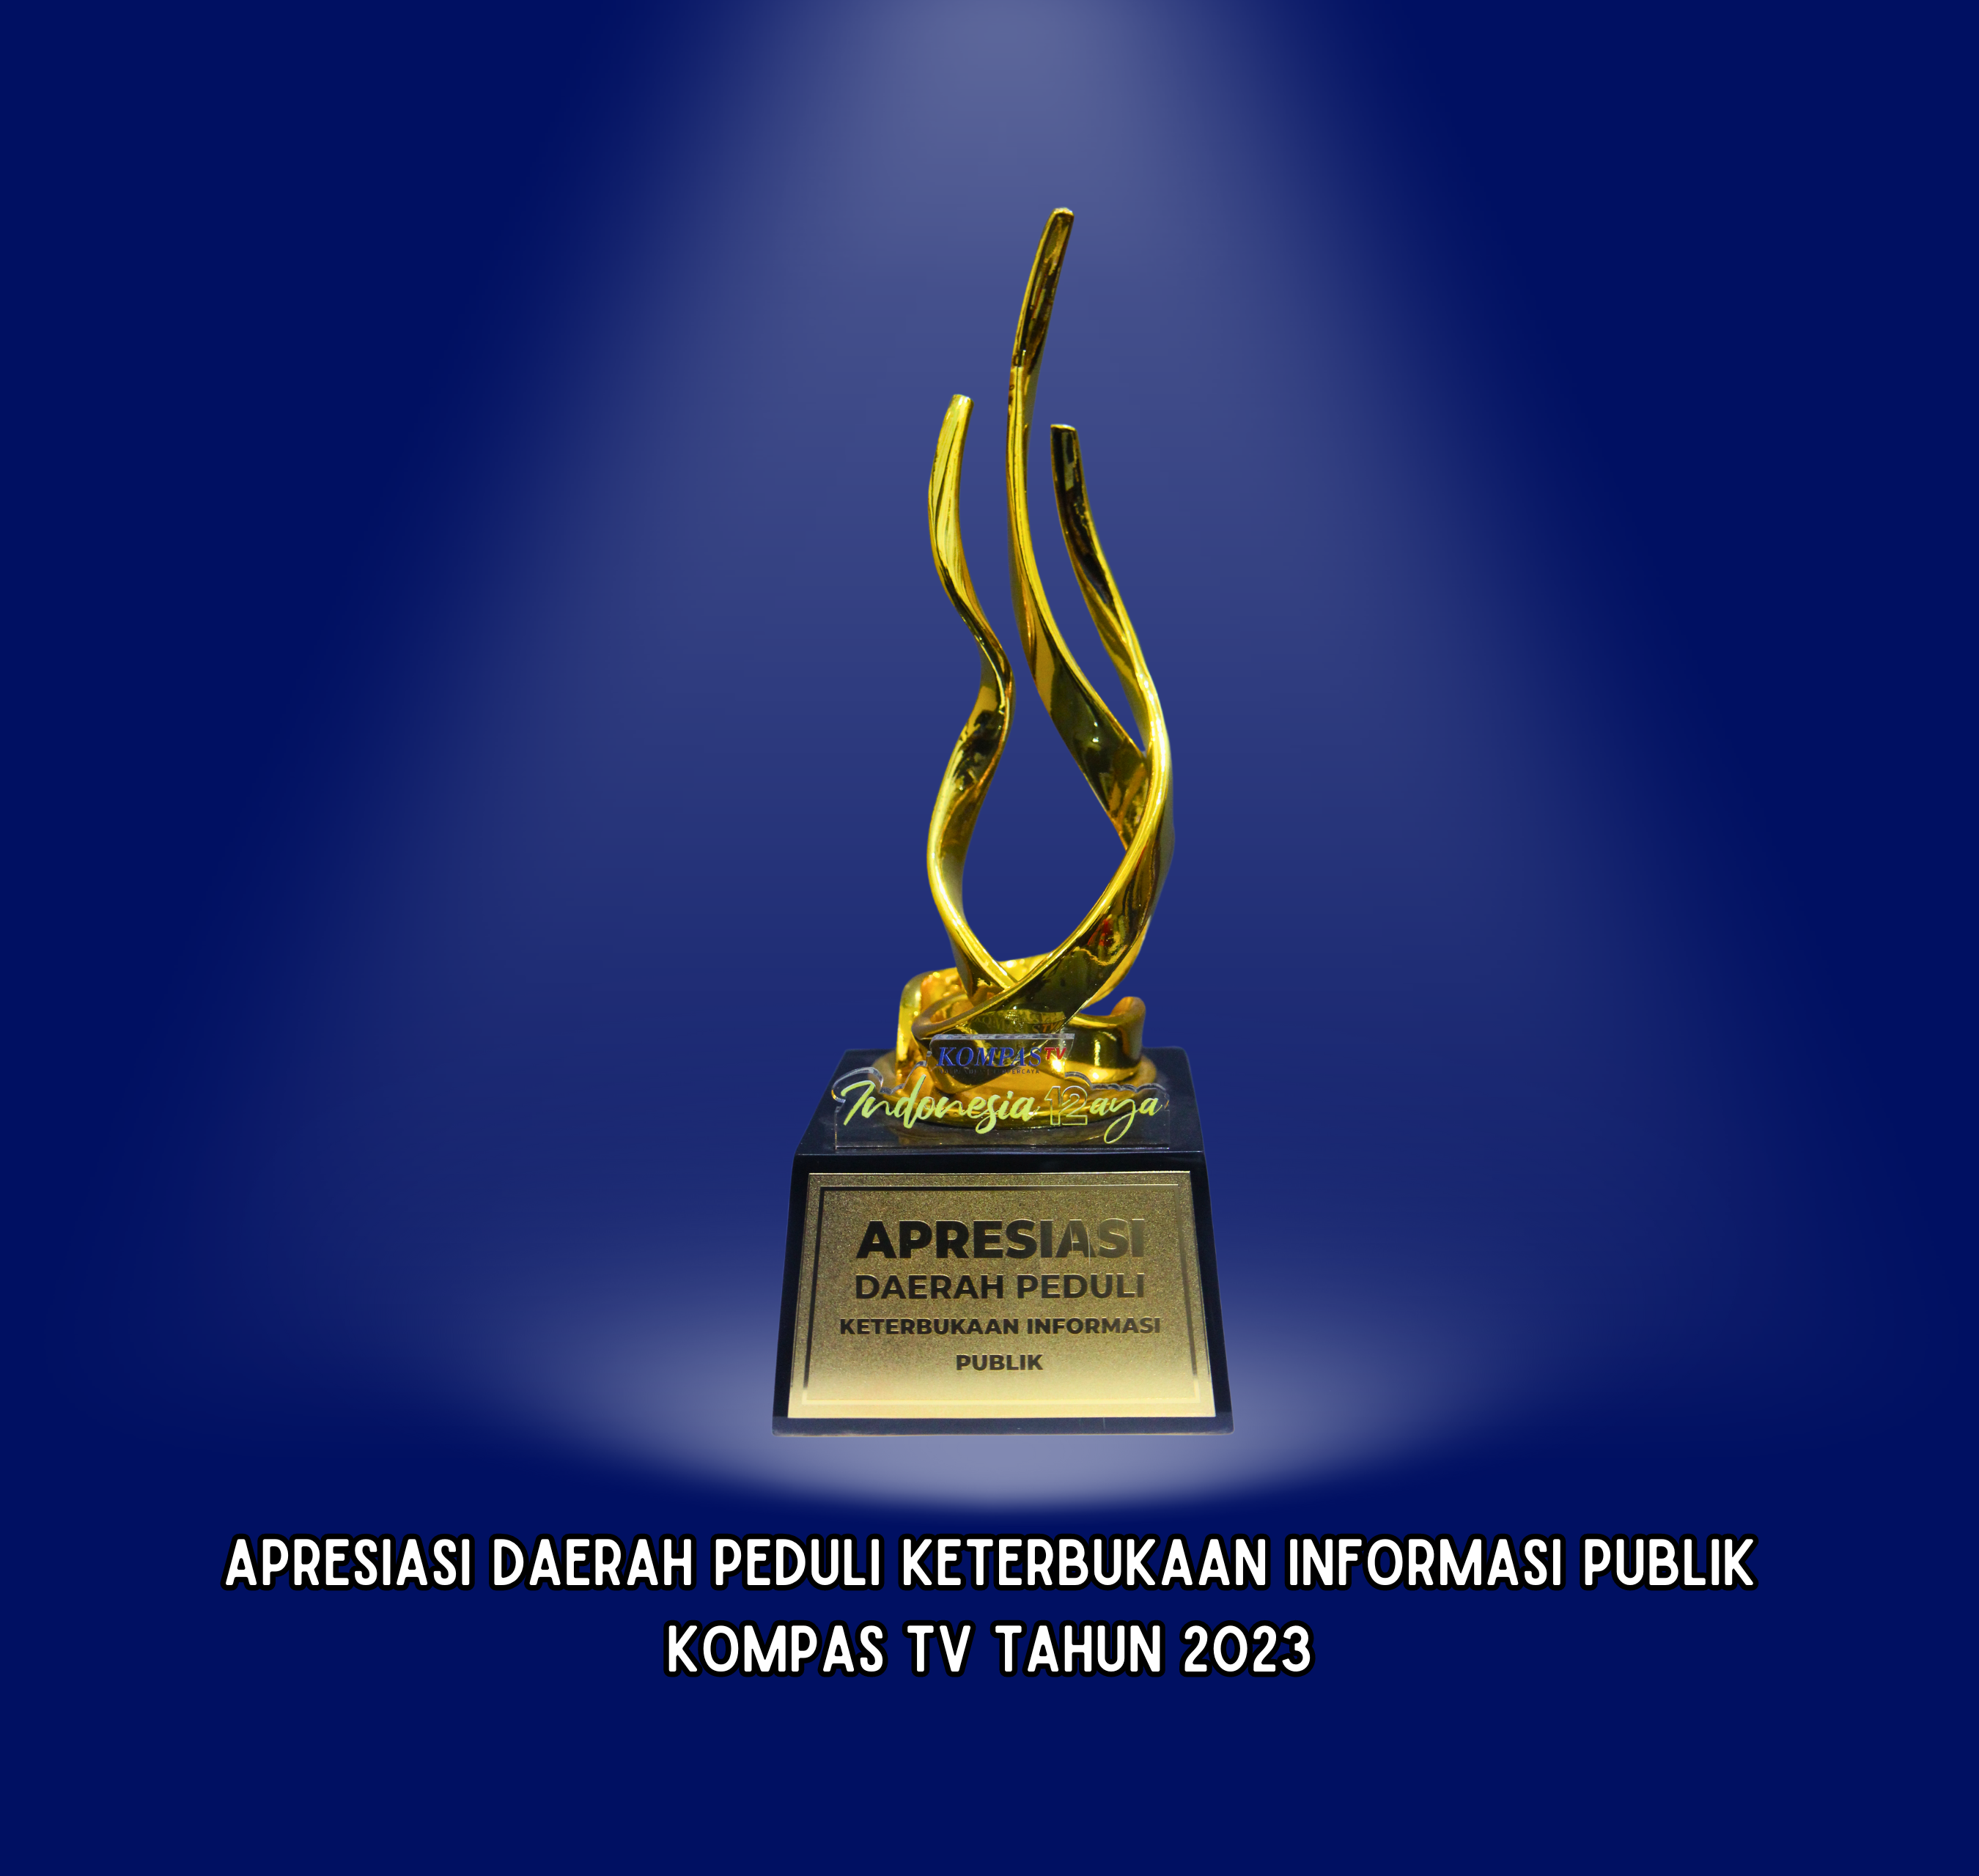 KOMPAS TV
Indonesia 12aya
APRESIASI
DAERAH PEDULI
KETERBUKAAN INFORMASI
PUBLIK
APRESIASI DAERAH PEDULI KETERBUKAAN INFORMASI PUBLIK
KOMPAS TV TAHUN 2023